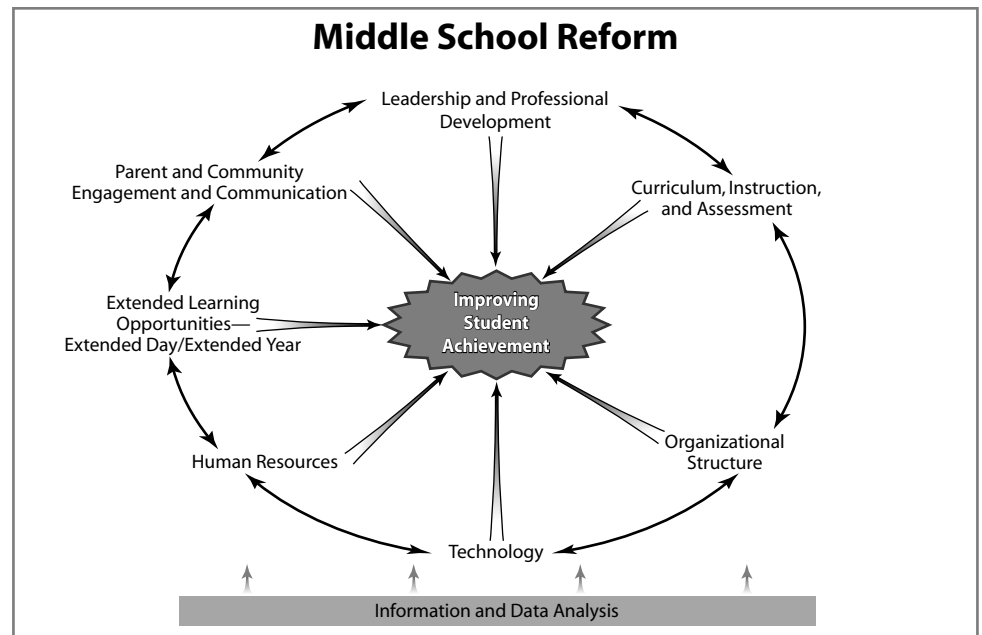 Middle School Reform
Leadership and Professional
Development
Parent and Community
Engagement and Communication
Curriculum, Instruction,
and Assessment
Extended Learning
Opportunities—
Extended Day/Extended Year
Improving
Student
Achievement
Human Resources
Organizational
Structure
Technology
Information and Data Analysis